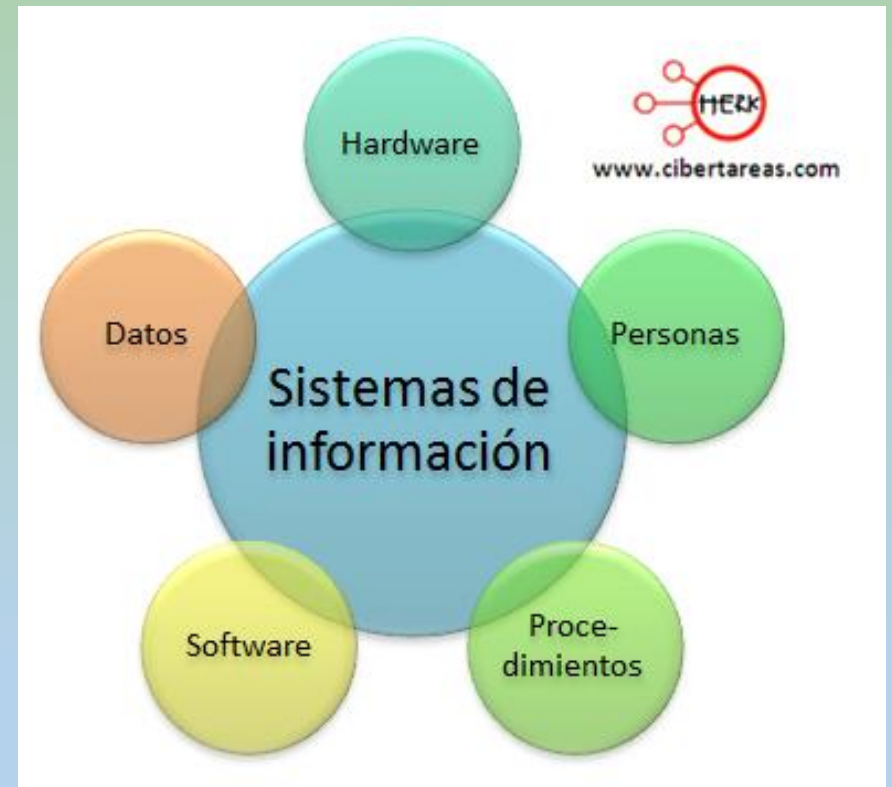 Hardware
HERK
www.cibertareas.com
Datos
Personas
Sistemas de
información
Software
Proce-
dimientos